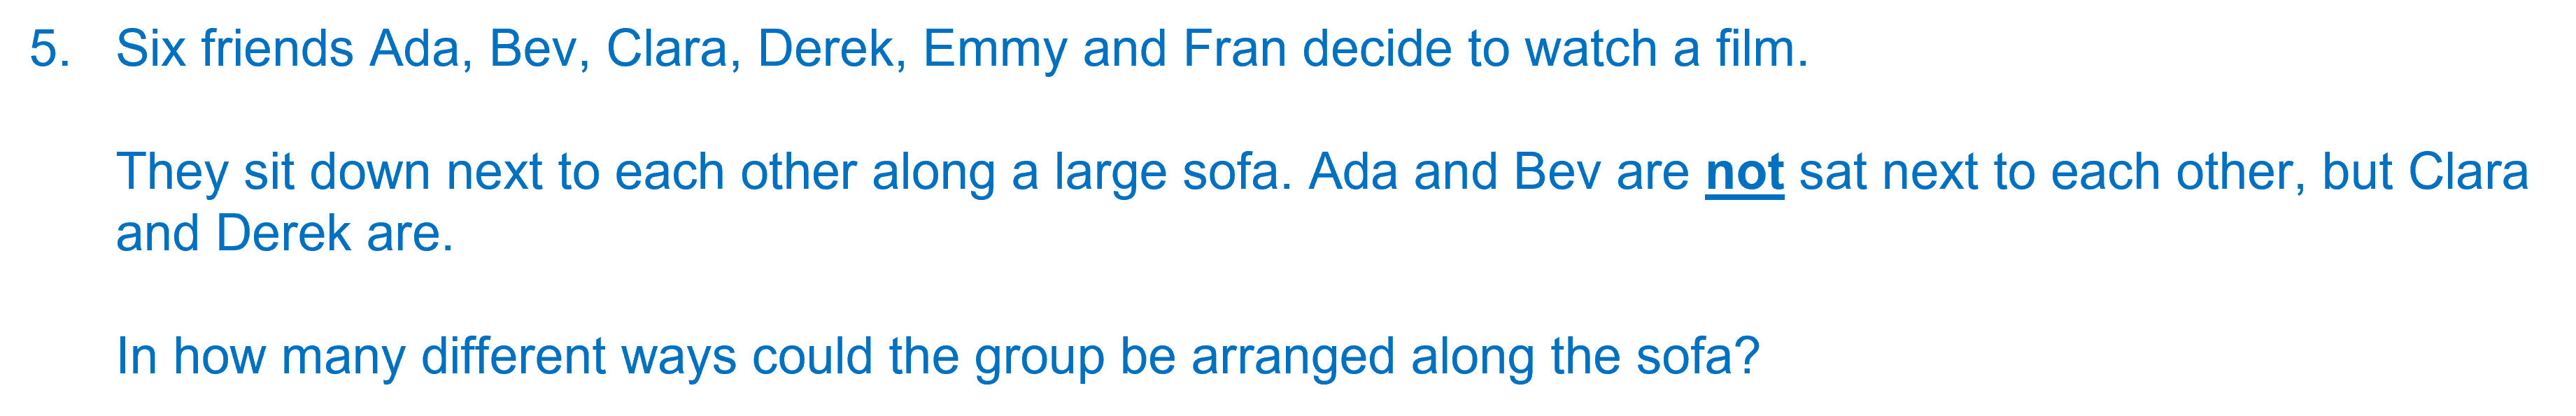 5. Six friends Ada, Bev, Clara, Derek, Emmy and Fran decide to watch a film.
They sit down next to each other along a large sofa. Ada and Bev are not sat next to each other, but Clara
and Derek are.
In how many different ways could the group be arranged along the sofa?